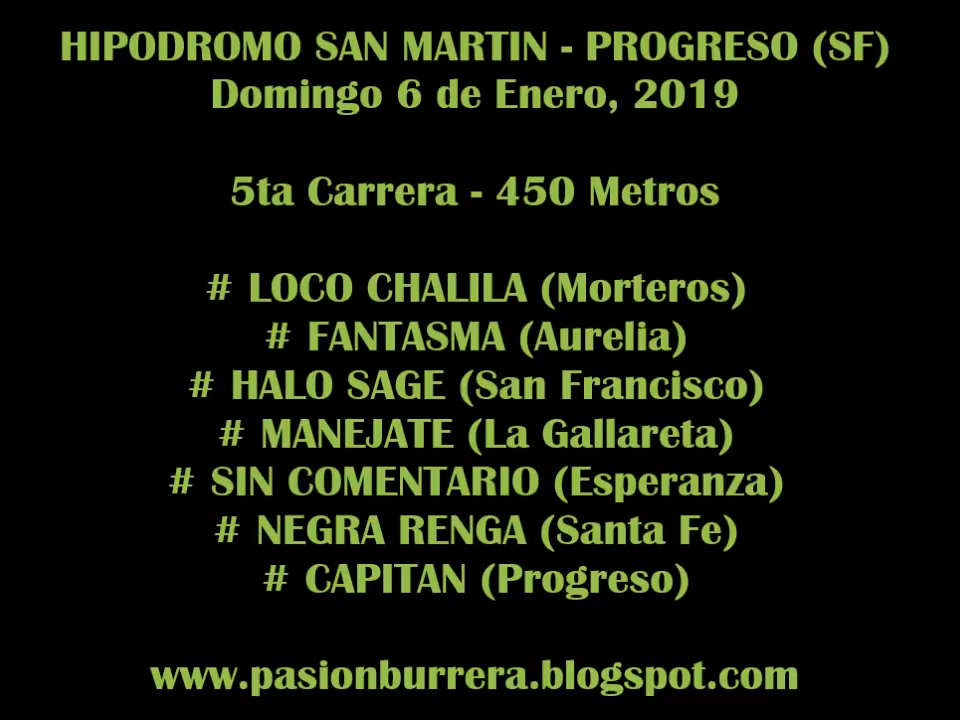 HIPODROMO SAN MARTIN - PROGRESO (SF)
Domingo 6 de Enero, 2019
5ta Carrera - 450 Metros
# LOCO CHALILA (Morteros)
# FANTASMA (Aurelia)
# HALO SAGE (San Francisco)
# MANEJATE (La Gallareta)
# SIN COMENTARIO (Esperanza)
# NEGRA RENGA (Santa Fe)
# CAPITAN (Progreso)
www.pasionburrera.blogspot.com